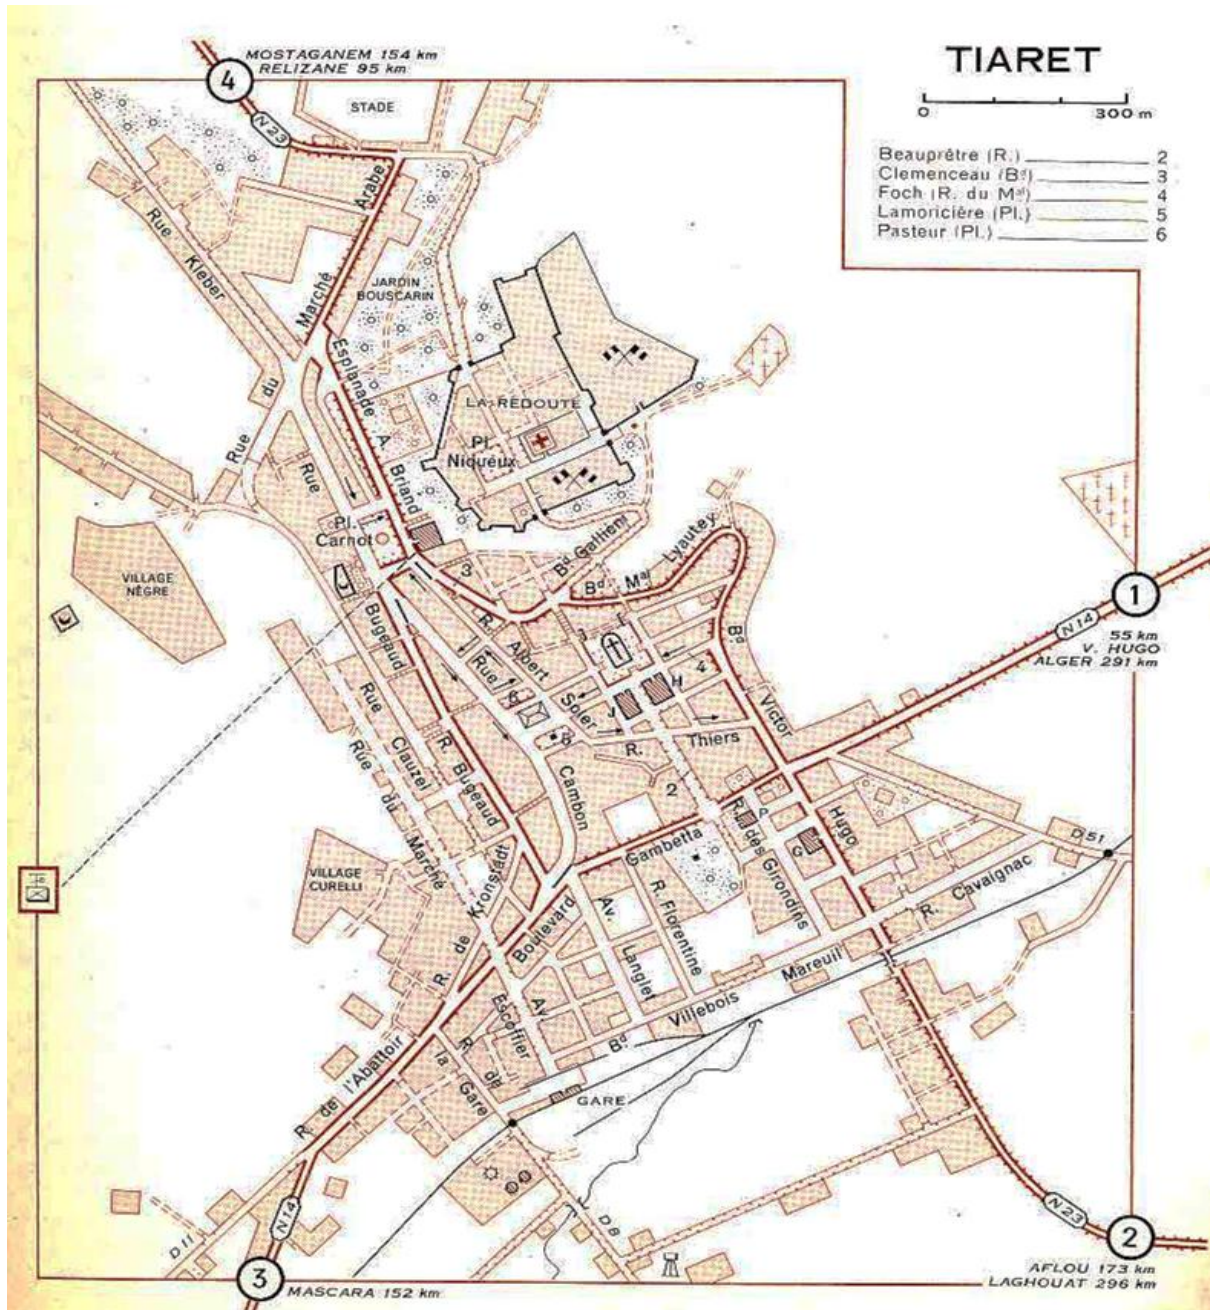 TIARET
0 300 m
Beauprêtre (R.) 2
Clemenceau (Bᵈ) 3
Foch (R. du Mᵃˡ) 4
Lamoricière (Pl.) 5
Pasteur (Pl.) 6
MOSTAGANEM 154 km
RELIZANE 95 km
4
N 23
STADE
Rue Kleber
Rue du Marché Arabe
JARDIN
BOUSCARIN
Esplanade A. Briand
LA REDOUTE
Pl.
Niqueux
Rue Bugeaud
Pl.
Carnot
3
Bᵈ Gallieni
Bᵈ Mᵃˡ Lyautey
VILLAGE
NÈGRE
1
N 14
55 km
V. HUGO
ALGER 291 km
R. Albert Soler
Rue Cambon
6
5
4
H
J
R. Thiers
Bᵈ Victor Hugo
Rue Clauzel
Rue du Marché
R. Bugeaud
2
P
G
Boulevard Gambetta
R. des Girondins
D 51
VILLAGE
CURELLI
R. de Kronstadt
R. Florentine
Av. Langlet
R. Cavaignac
Bᵈ Villebois Mareuil
Av. Escoffier
R. de l'Abattoir
R. de la Gare
GARE
D 11
N 14
D 8
N 23
3
MASCARA 152 km
2
AFLOU 173 km
LAGHOUAT 296 km